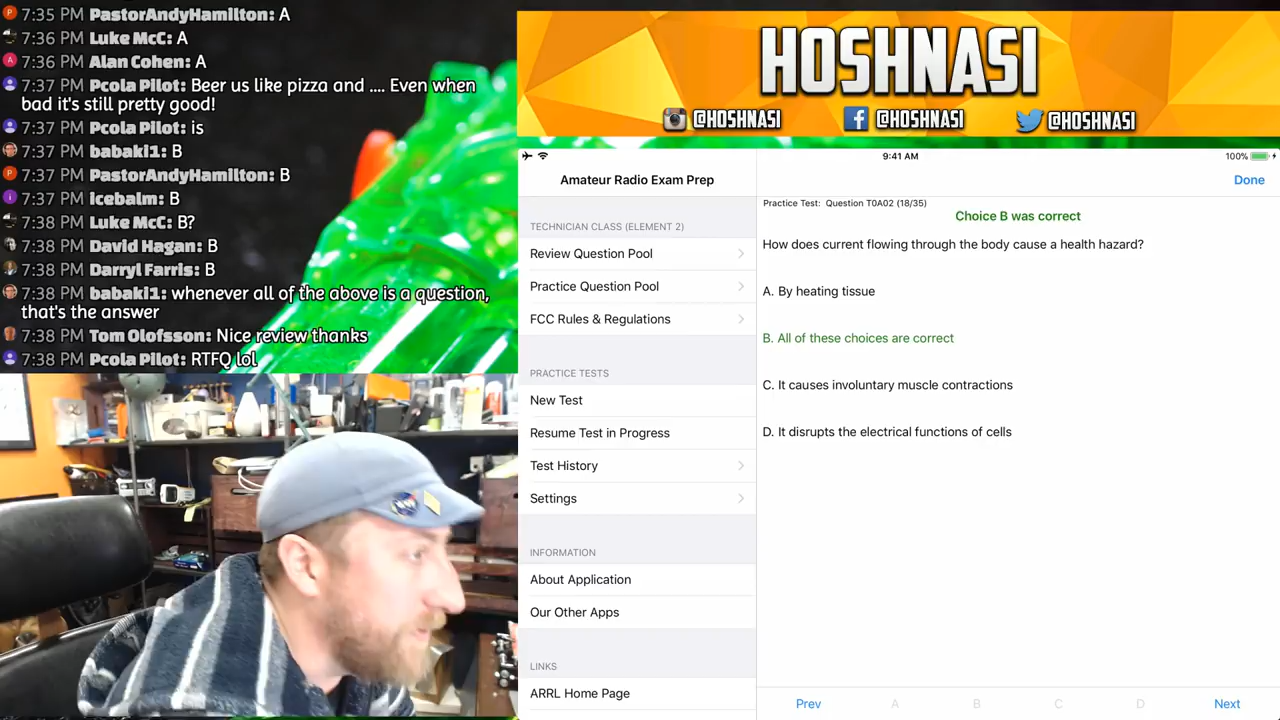 7:35 PM PastorAndyHamilton: A
7:36 PM Luke McC: A
7:36 PM Alan Cohen: A
7:37 PM Pcola Pilot: Beer us like pizza and .... Even when
bad it's still pretty good!
7:37 PM Pcola Pilot: is
7:37 PM babaki1: B
7:37 PM PastorAndyHamilton: B
7:37 PM Icebalm: B
7:38 PM Luke McC: B?
7:38 PM David Hagan: B
7:38 PM Darryl Farris: B
7:38 PM babaki1: whenever all of the above is a question,
that's the answer
7:38 PM Tom Olofsson: Nice review thanks
7:38 PM Pcola Pilot: RTFQ lol
HOSHNASI
@HOSHNASI @HOSHNASI @HOSHNASI
9:41 AM 100%
Amateur Radio Exam Prep
TECHNICIAN CLASS (ELEMENT 2)
Review Question Pool
Practice Question Pool
FCC Rules & Regulations
PRACTICE TESTS
New Test
Resume Test in Progress
Test History
Settings
INFORMATION
About Application
Our Other Apps
LINKS
ARRL Home Page
Done
Practice Test: Question T0A02 (18/35)
Choice B was correct
How does current flowing through the body cause a health hazard?
A. By heating tissue
B. All of these choices are correct
C. It causes involuntary muscle contractions
D. It disrupts the electrical functions of cells
Prev A B C D Next